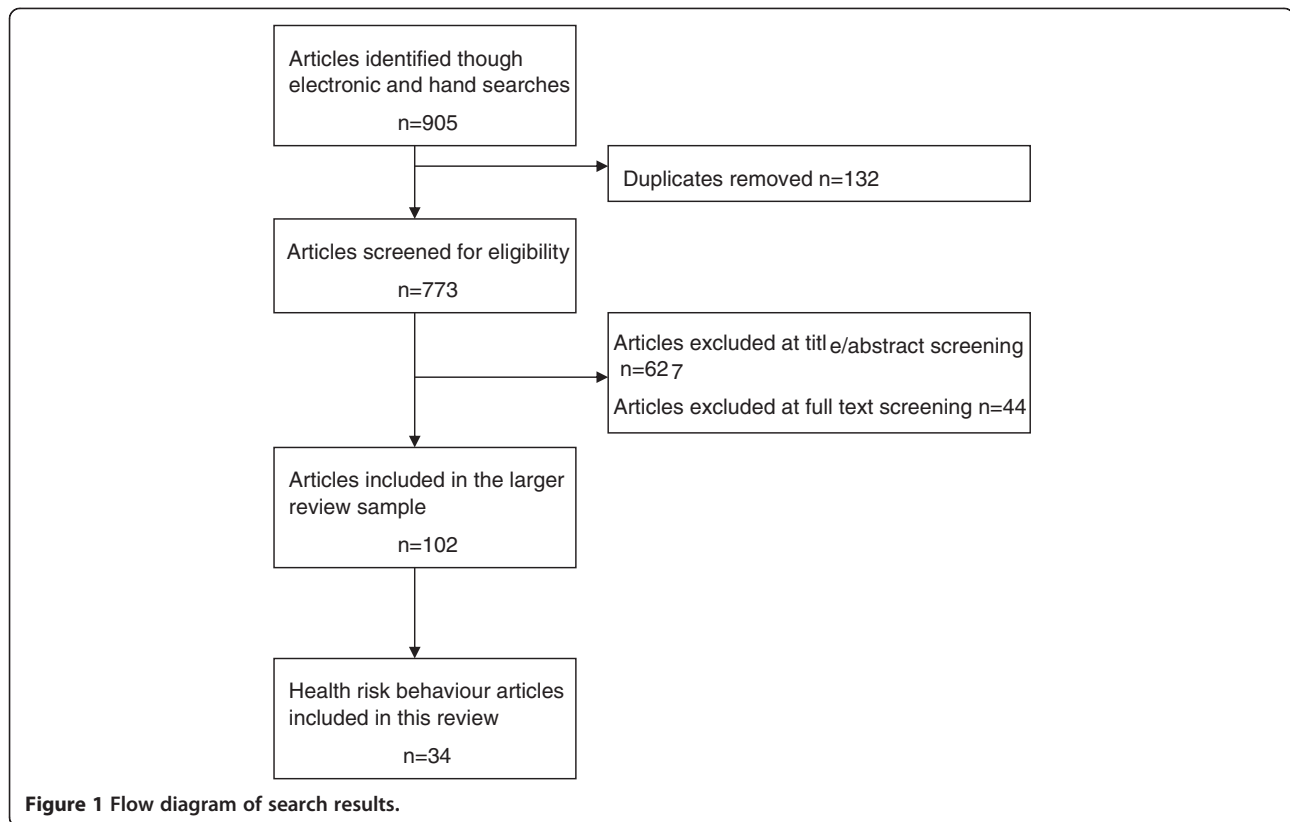 Articles identified though
electronic and hand searches
n=905
Duplicates removed n=132
Articles screened for eligibility
n=773
Articles excluded at title/abstract screening
n=627
Articles excluded at full text screening n=44
Articles included in the larger
review sample
n=102
Health risk behaviour articles
included in this review
n=34
Figure 1 Flow diagram of search results.